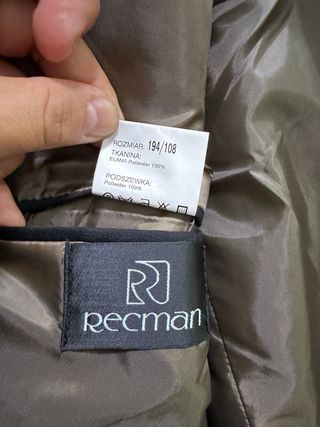 ROZMIAR: 194/108
TKANINA:
ELANA Poliester 100%
PODSZEWKA:
Poliester 100%
RECMAN